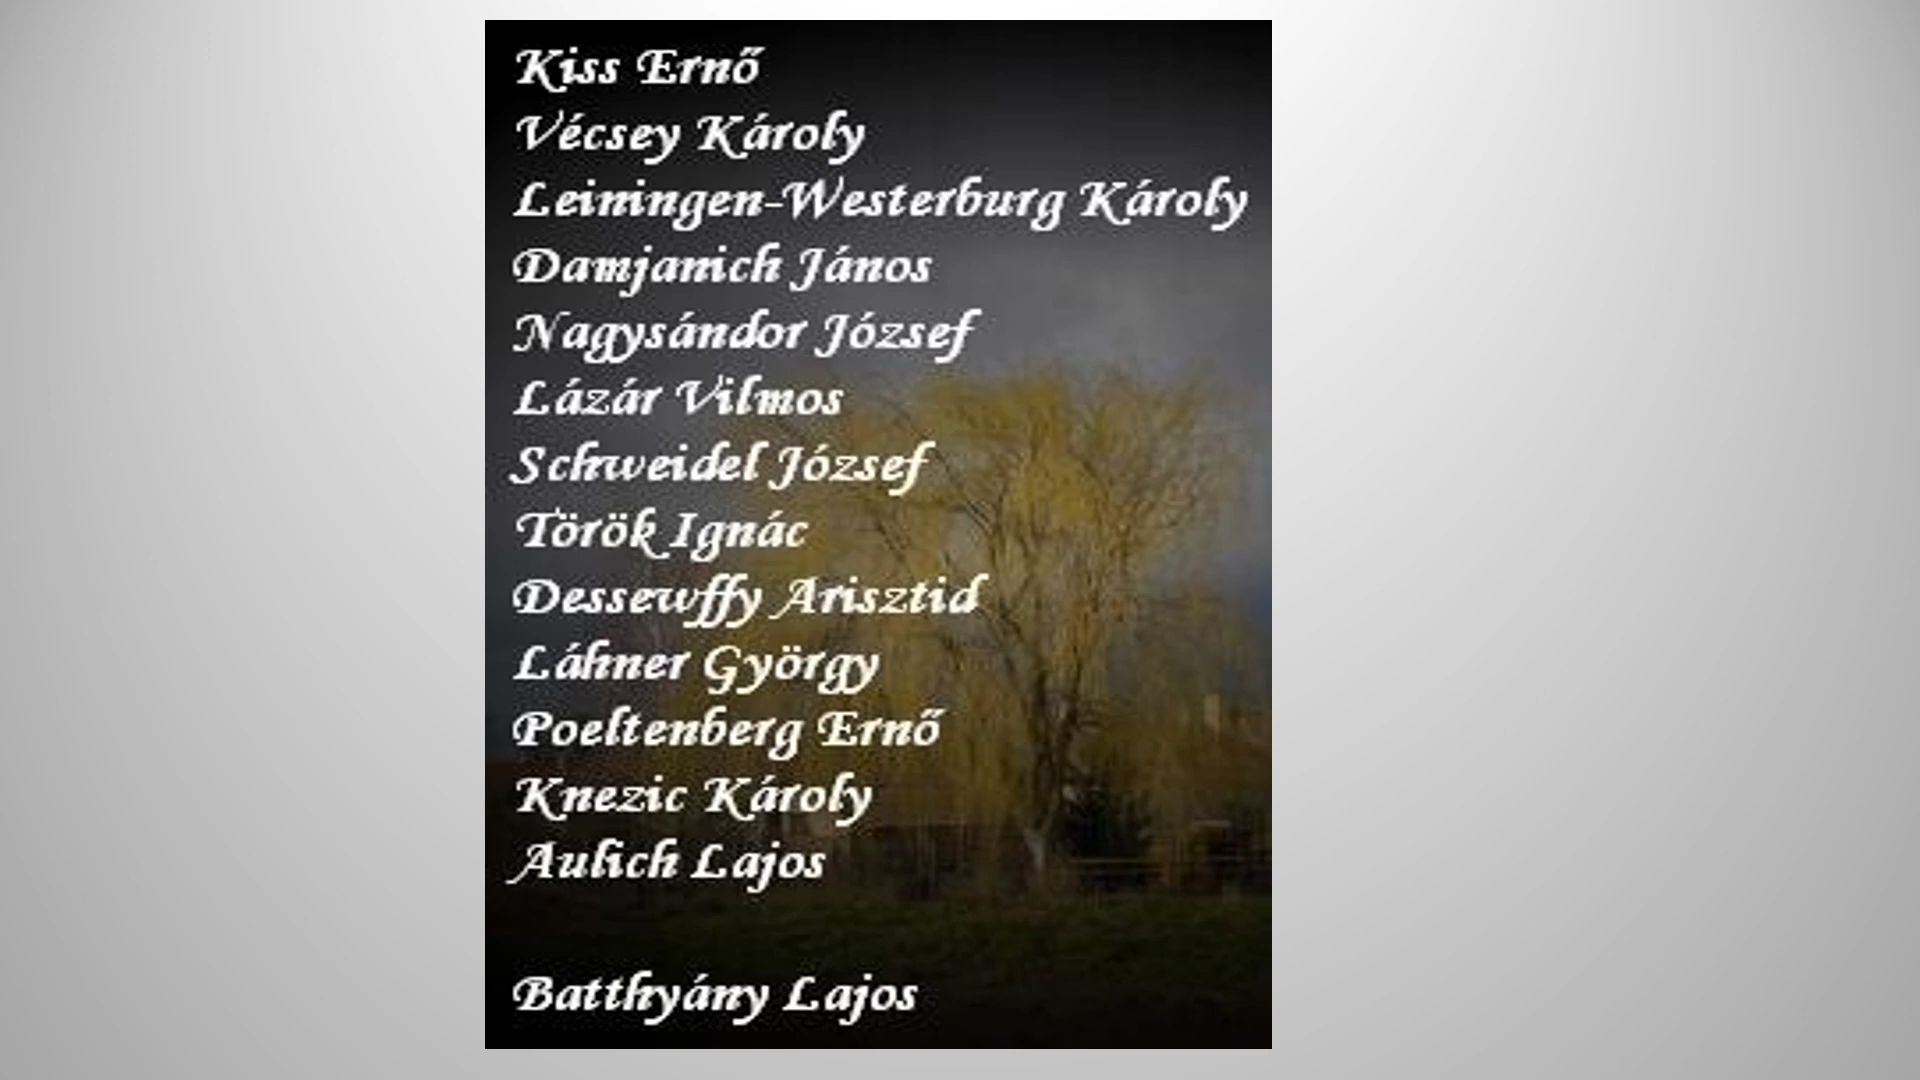 Kiss Ernő
Vécsey Károly
Leiningen-Westerburg Károly
Damjanich János
Nagysándor József
Lázár Vilmos
Schweidel József
Török Ignác
Dessewffy Arisztid
Láhner György
Poeltenberg Ernő
Knezic Károly
Aulich Lajos
Batthyány Lajos